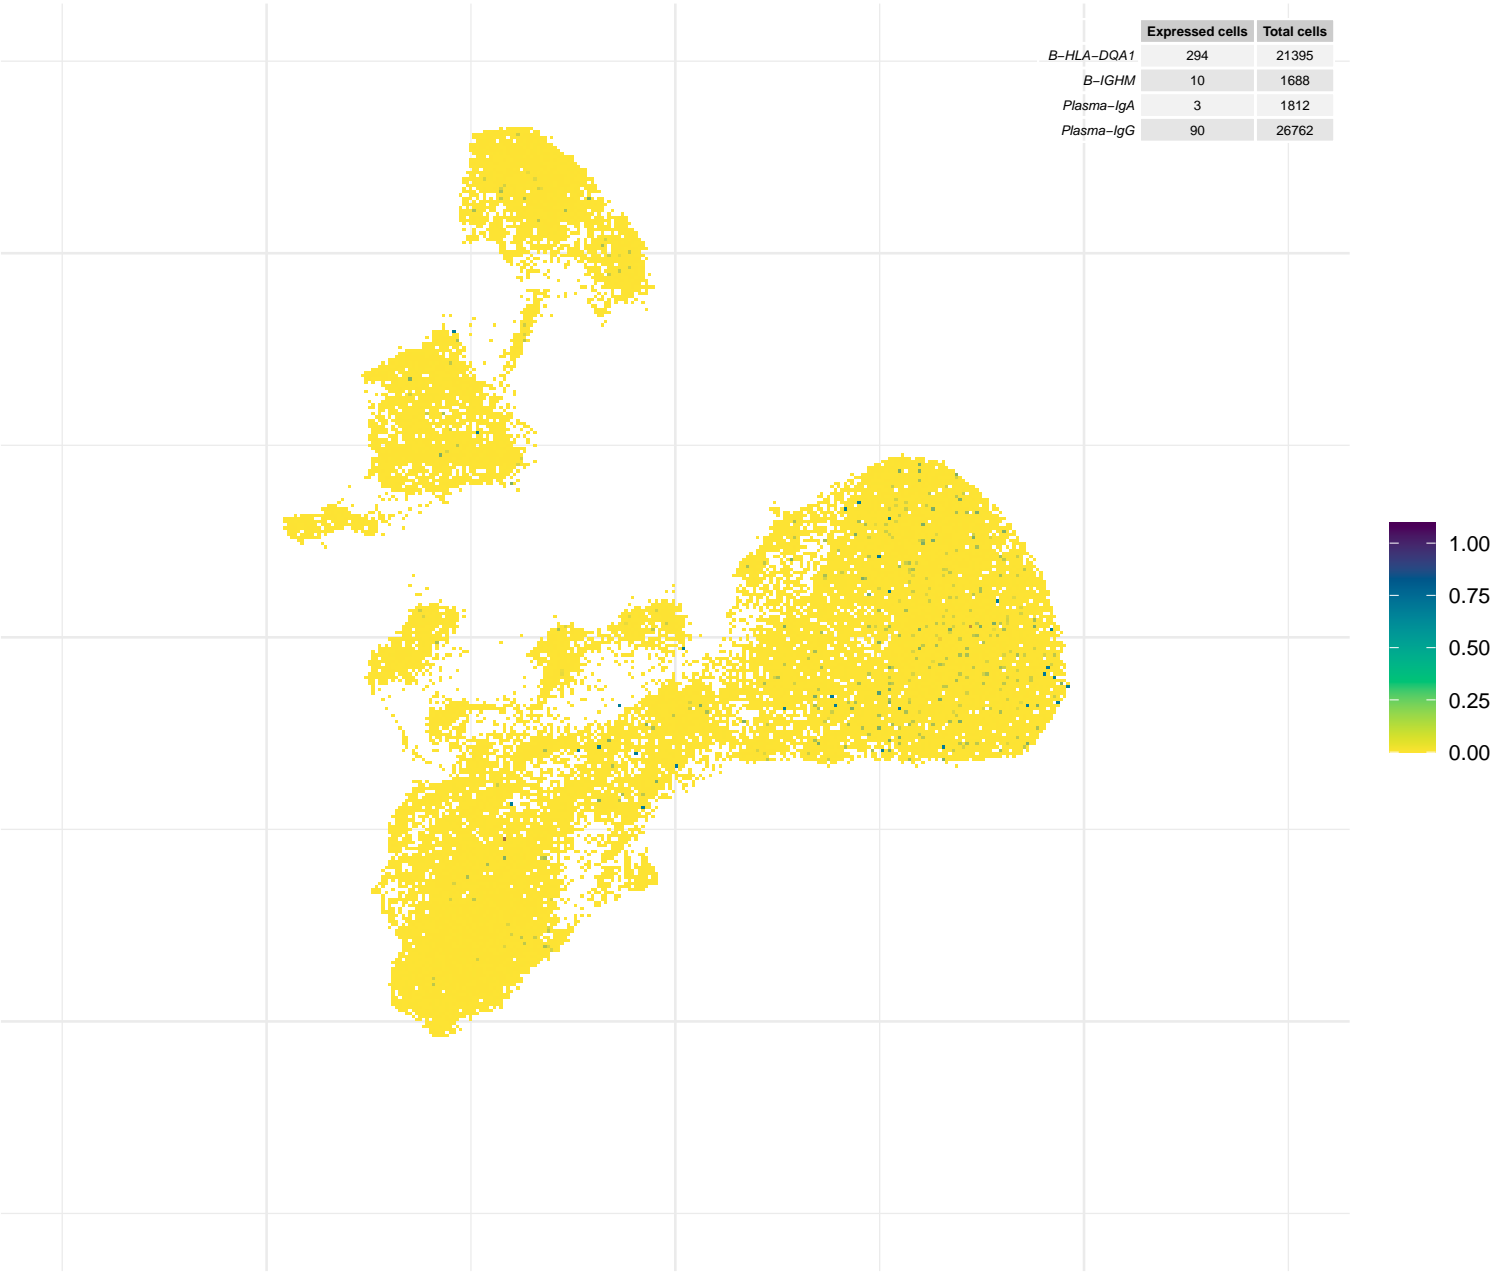 Expressed cells Total cells
B−HLA−DQA1 294 21395
B−IGHM 10 1688
Plasma−IgA 3 1812
Plasma−IgG 90 26762
1.00
0.75
0.50
0.25
0.00